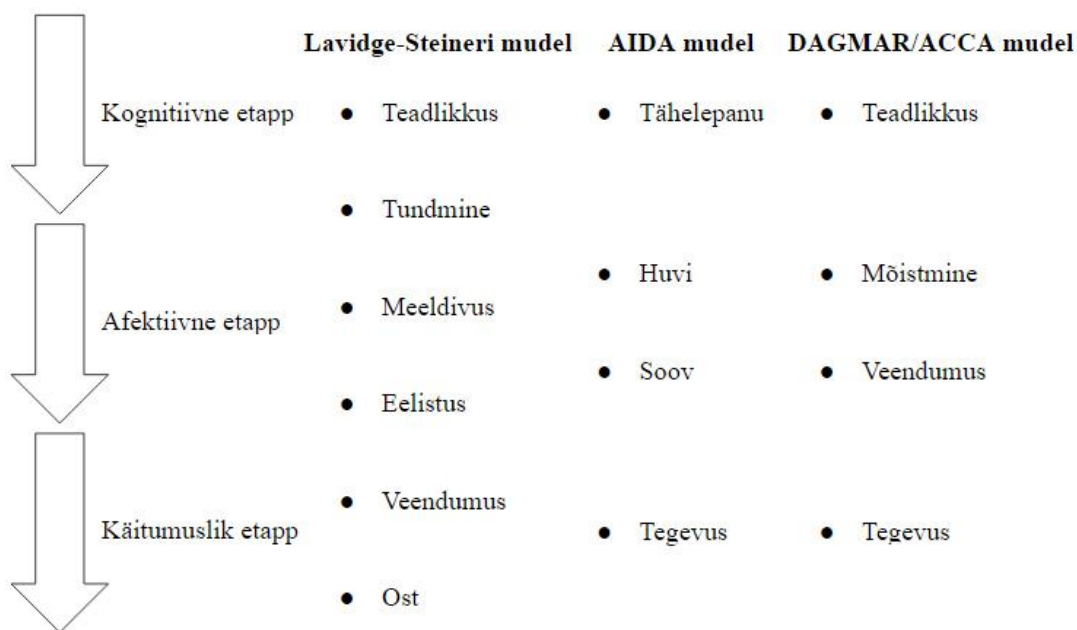 Lavidge-Steineri mudel AIDA mudel DAGMAR/ACCA mudel
Kognitiivne etapp ● Teadlikkus ● Tähelepanu ● Teadlikkus
● Tundmine
● Huvi ● Mõistmine
Afektiivne etapp ● Meeldivus
● Soov ● Veendumus
● Eelistus
● Veendumus
Käitumuslik etapp ● Tegevus ● Tegevus
● Ost